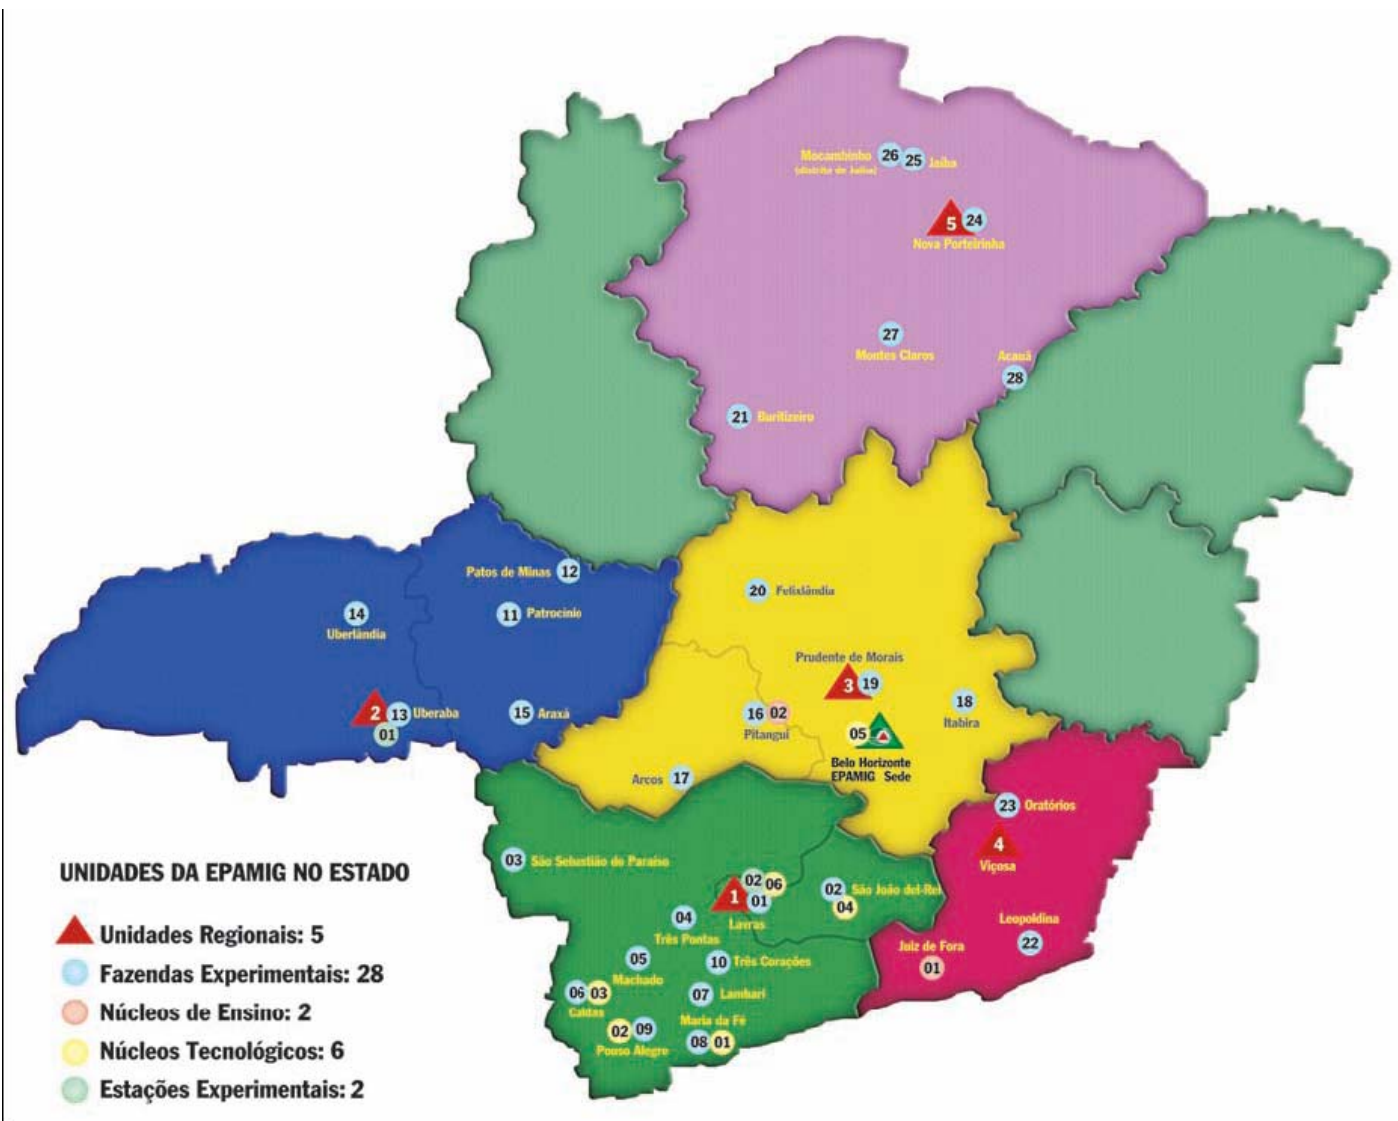 Mocambinho 26 25 Jaíba
(distrito de Jaíba)
5 24
Nova Porteirinha
27
Montes Claros
Acauã
28
21 Buritizeiro
Patos de Minas 12
11 Patrocínio
14
Uberlândia
2 13 Uberaba
01
15 Araxá
20 Felixlândia
Prudente de Morais
3 19
18
Itabira
16 02
Pitangui
05
Belo Horizonte
EPAMIG Sede
Arcos 17
23 Oratórios
4
Viçosa
Leopoldina
22
Juiz de Fora
01
03 São Sebastião do Paraíso
02 06
1 01
Lavras
02 São João del-Rei
04
04
Três Pontas
05
Machado
10 Três Corações
06 03
Caldas
07 Lambari
02 09
Pouso Alegre
Maria da Fé
08 01
UNIDADES DA EPAMIG NO ESTADO
Unidades Regionais: 5
Fazendas Experimentais: 28
Núcleos de Ensino: 2
Núcleos Tecnológicos: 6
Estações Experimentais: 2